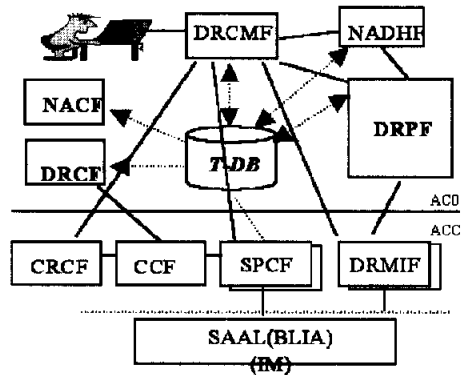 DRCMF
NADHF
NACF
DRPF
T-DB
DRCF
AC0
ACC
CRCF
CCF
SPCF
DRMIF
SAAL(BLIA)
(IM)